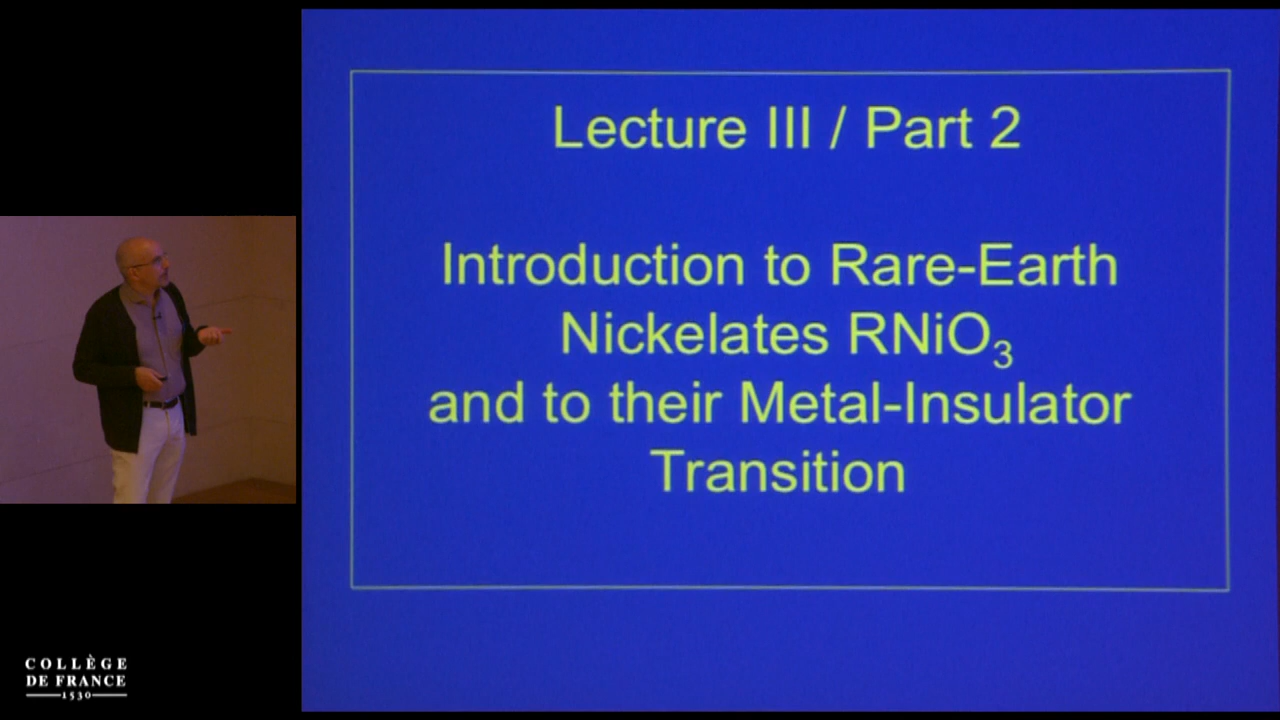 Lecture III / Part 2
Introduction to Rare-Earth
Nickelates RNiO₃
and to their Metal-Insulator
Transition
COLLÈGE
DE FRANCE
1530